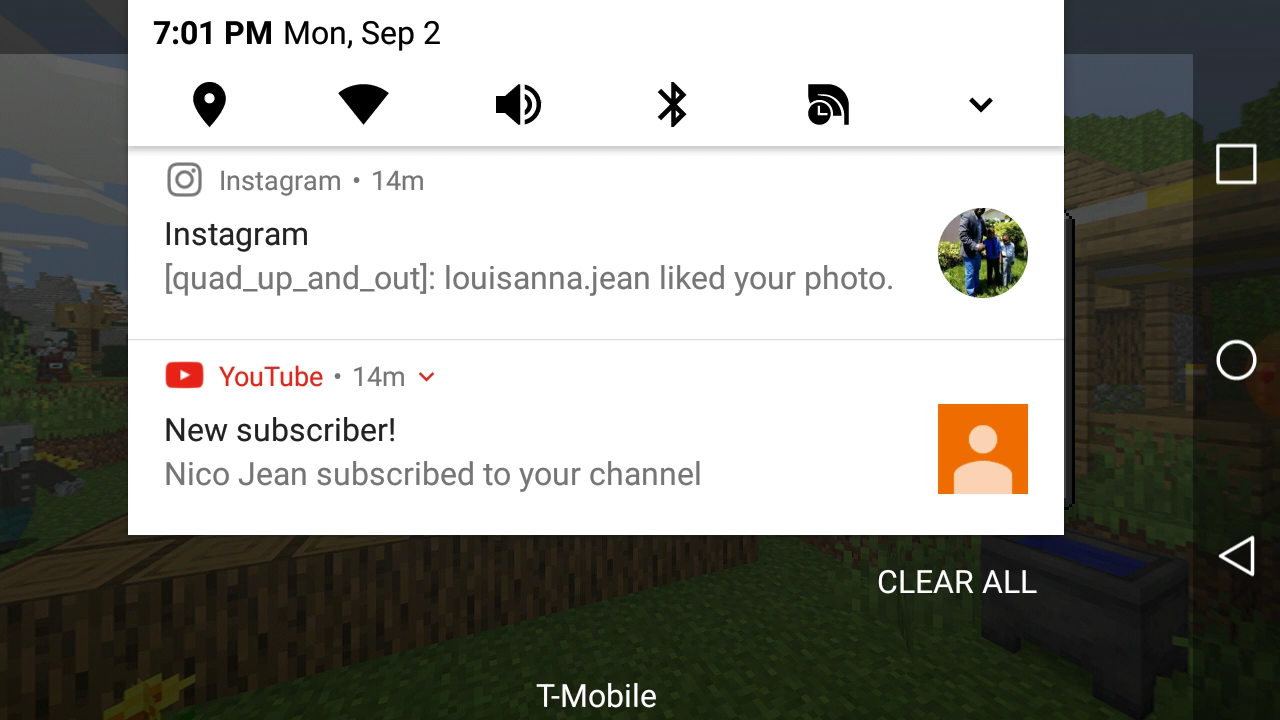 7:01 PM Mon, Sep 2
Instagram • 14m
Instagram
[quad_up_and_out]: louisanna.jean liked your photo.
YouTube • 14m
New subscriber!
Nico Jean subscribed to your channel
CLEAR ALL
T-Mobile